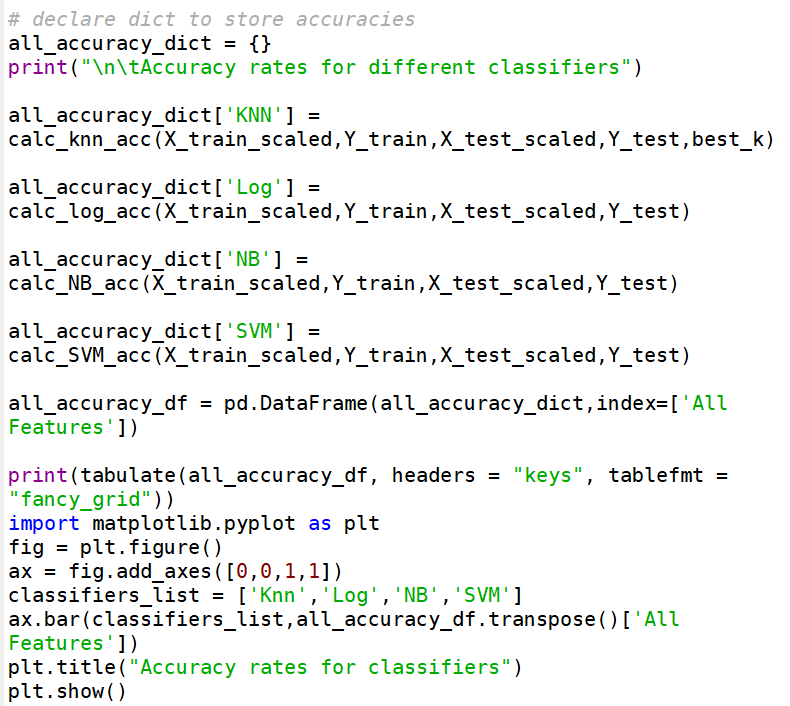 # declare dict to store accuracies
all_accuracy_dict = {}
print("\n\tAccuracy rates for different classifiers")
all_accuracy_dict['KNN'] =
calc_knn_acc(X_train_scaled,Y_train,X_test_scaled,Y_test,best_k)
all_accuracy_dict['Log'] =
calc_log_acc(X_train_scaled,Y_train,X_test_scaled,Y_test)
all_accuracy_dict['NB'] =
calc_NB_acc(X_train_scaled,Y_train,X_test_scaled,Y_test)
all_accuracy_dict['SVM'] =
calc_SVM_acc(X_train_scaled,Y_train,X_test_scaled,Y_test)
all_accuracy_df = pd.DataFrame(all_accuracy_dict,index=['All
Features'])
print(tabulate(all_accuracy_df, headers = "keys", tablefmt =
"fancy_grid"))
import matplotlib.pyplot as plt
fig = plt.figure()
ax = fig.add_axes([0,0,1,1])
classifiers_list = ['Knn','Log','NB','SVM']
ax.bar(classifiers_list,all_accuracy_df.transpose()['All
Features'])
plt.title("Accuracy rates for classifiers")
plt.show()